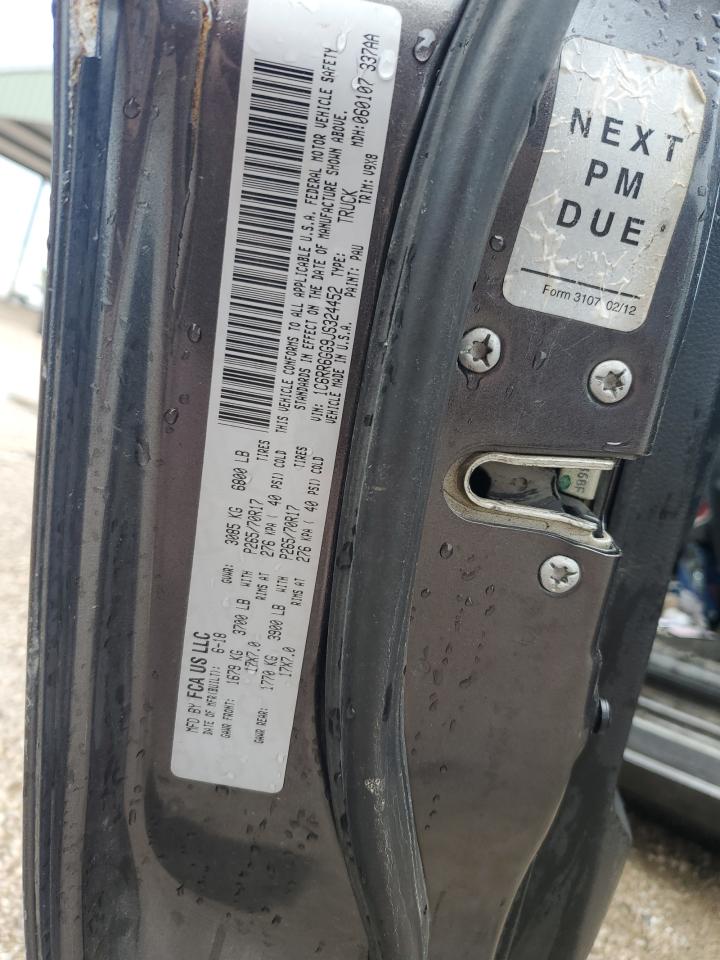 MFD BY FCA US LLC
DATE OF MFR(BUILT): 6-18 GVWR: 3085 KG 6800 LB
GAWR FRONT: 1679 KG 3700 LB WITH P265/70R17 TIRES
17X7.0 RIMS AT 276 KPA ( 40 PSI) COLD
GAWR REAR: 1770 KG 3900 LB WITH P265/70R17 TIRES
17X7.0 RIMS AT 276 KPA ( 40 PSI) COLD
THIS VEHICLE CONFORMS TO ALL APPLICABLE U.S.A. FEDERAL MOTOR VEHICLE SAFETY
STANDARDS IN EFFECT ON THE DATE OF MANUFACTURE SHOWN ABOVE.
VIN: 1C6RR6GG9JS324452 TYPE: TRUCK MDH:060107 337AA
VEHICLE MADE IN U.S.A. PAINT: PAU TRIM: V9X8
NEXT
PM
DUE
Form 3107 02/12